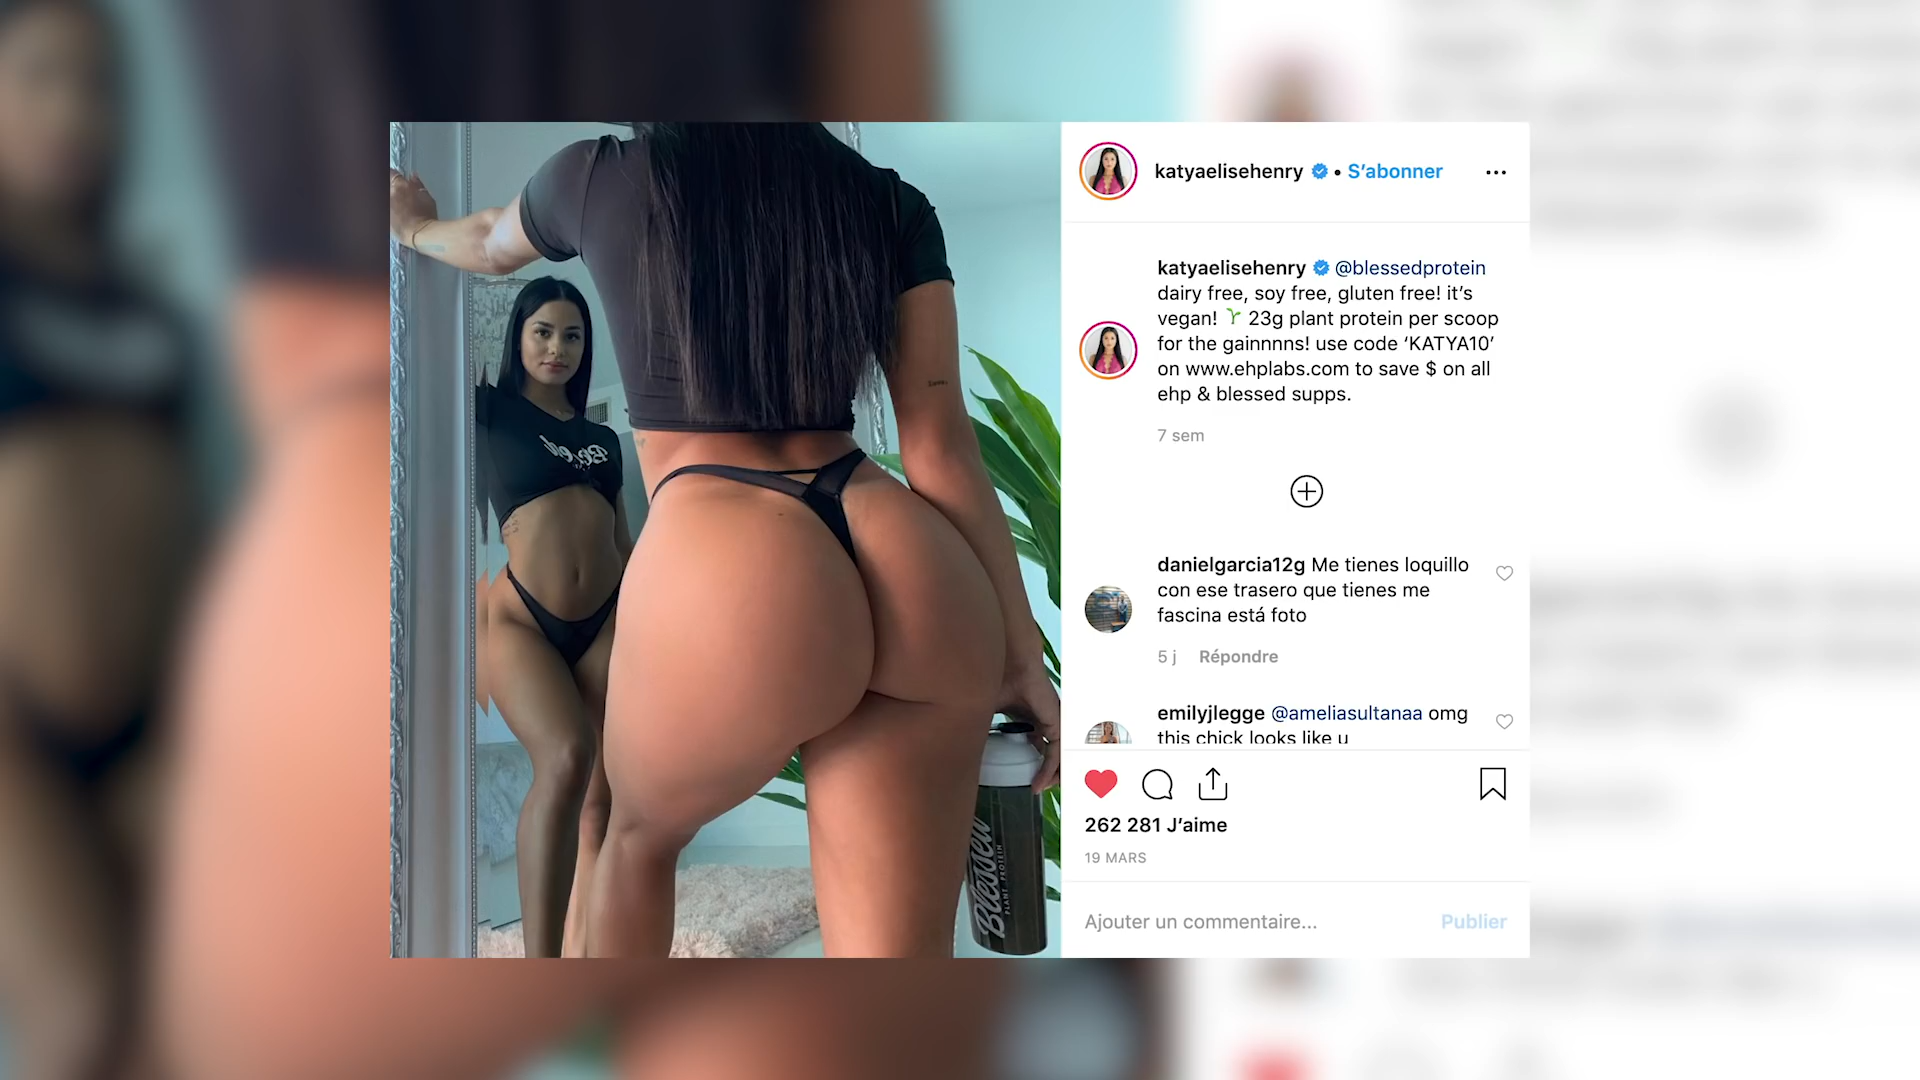 katyaelisehenry • S’abonner
katyaelisehenry @blessedprotein
dairy free, soy free, gluten free! it’s
vegan! 23g plant protein per scoop
for the gainnnns! use code ‘KATYA10’
on www.ehplabs.com to save $ on all
ehp & blessed supps.
7 sem
danielgarcia12g Me tienes loquillo
con ese trasero que tienes me
fascina está foto
5 j Répondre
emilyjlegge @ameliasultanaa omg
this chick looks like u
262 281 J’aime
19 MARS
Ajouter un commentaire... Publier
Blessed
PLANT PROTEIN